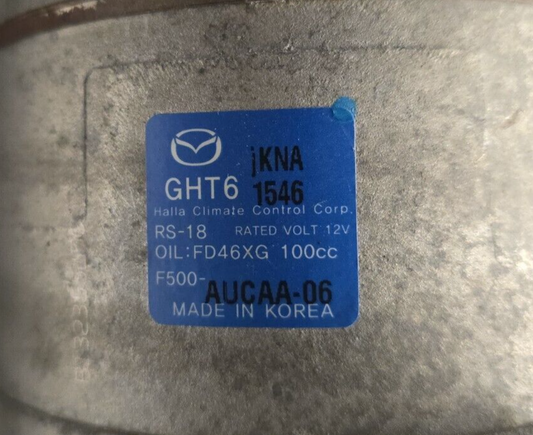 jKNA
GHT6 1546
Halla Climate Control Corp.
RS-18 RATED VOLT 12V
OIL:FD46XG 100cc
F500-
AUCAA-06
MADE IN KOREA